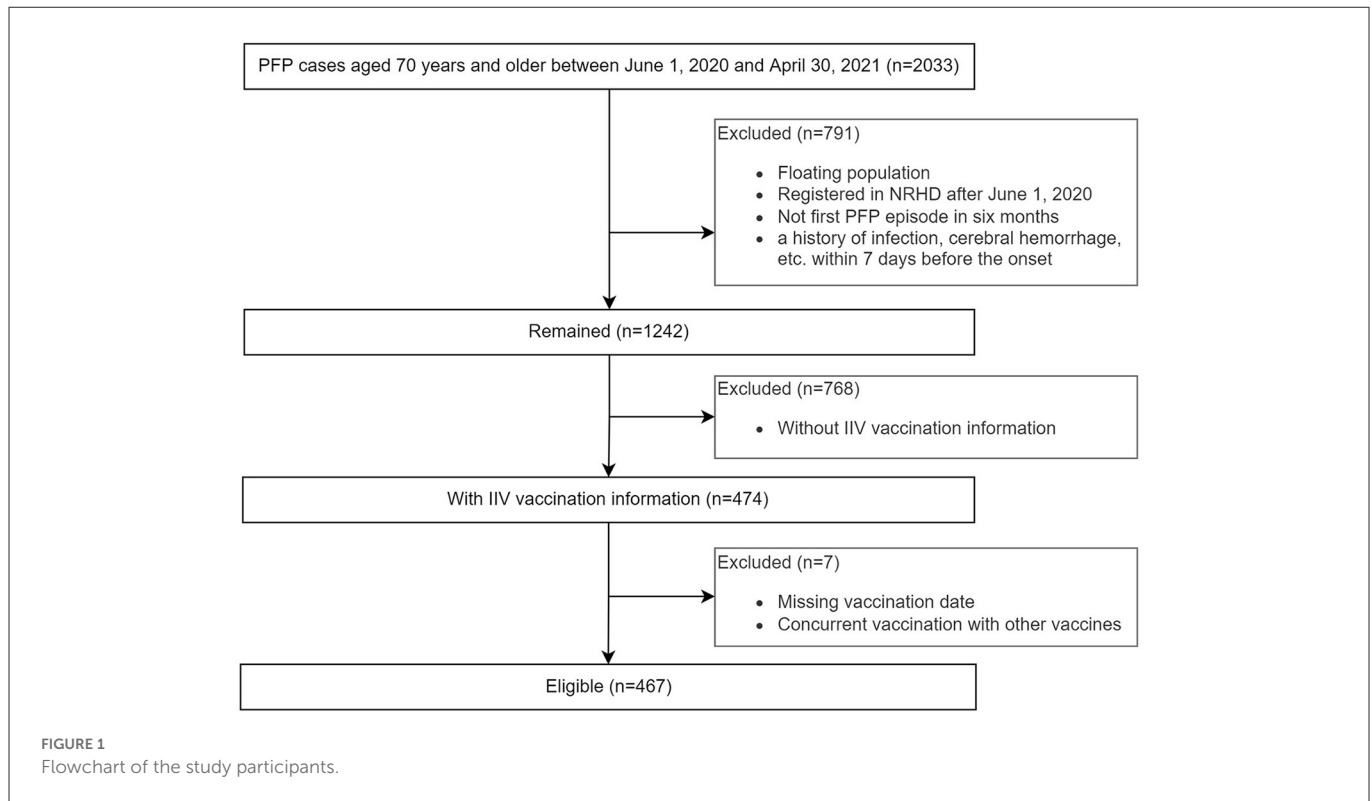 PFP cases aged 70 years and older between June 1, 2020 and April 30, 2021 (n=2033)
Excluded (n=791)
• Floating population
• Registered in NRHD after June 1, 2020
• Not first PFP episode in six months
• a history of infection, cerebral hemorrhage,
etc. within 7 days before the onset
Remained (n=1242)
Excluded (n=768)
• Without IIV vaccination information
With IIV vaccination information (n=474)
Excluded (n=7)
• Missing vaccination date
• Concurrent vaccination with other vaccines
Eligible (n=467)
FIGURE 1
Flowchart of the study participants.